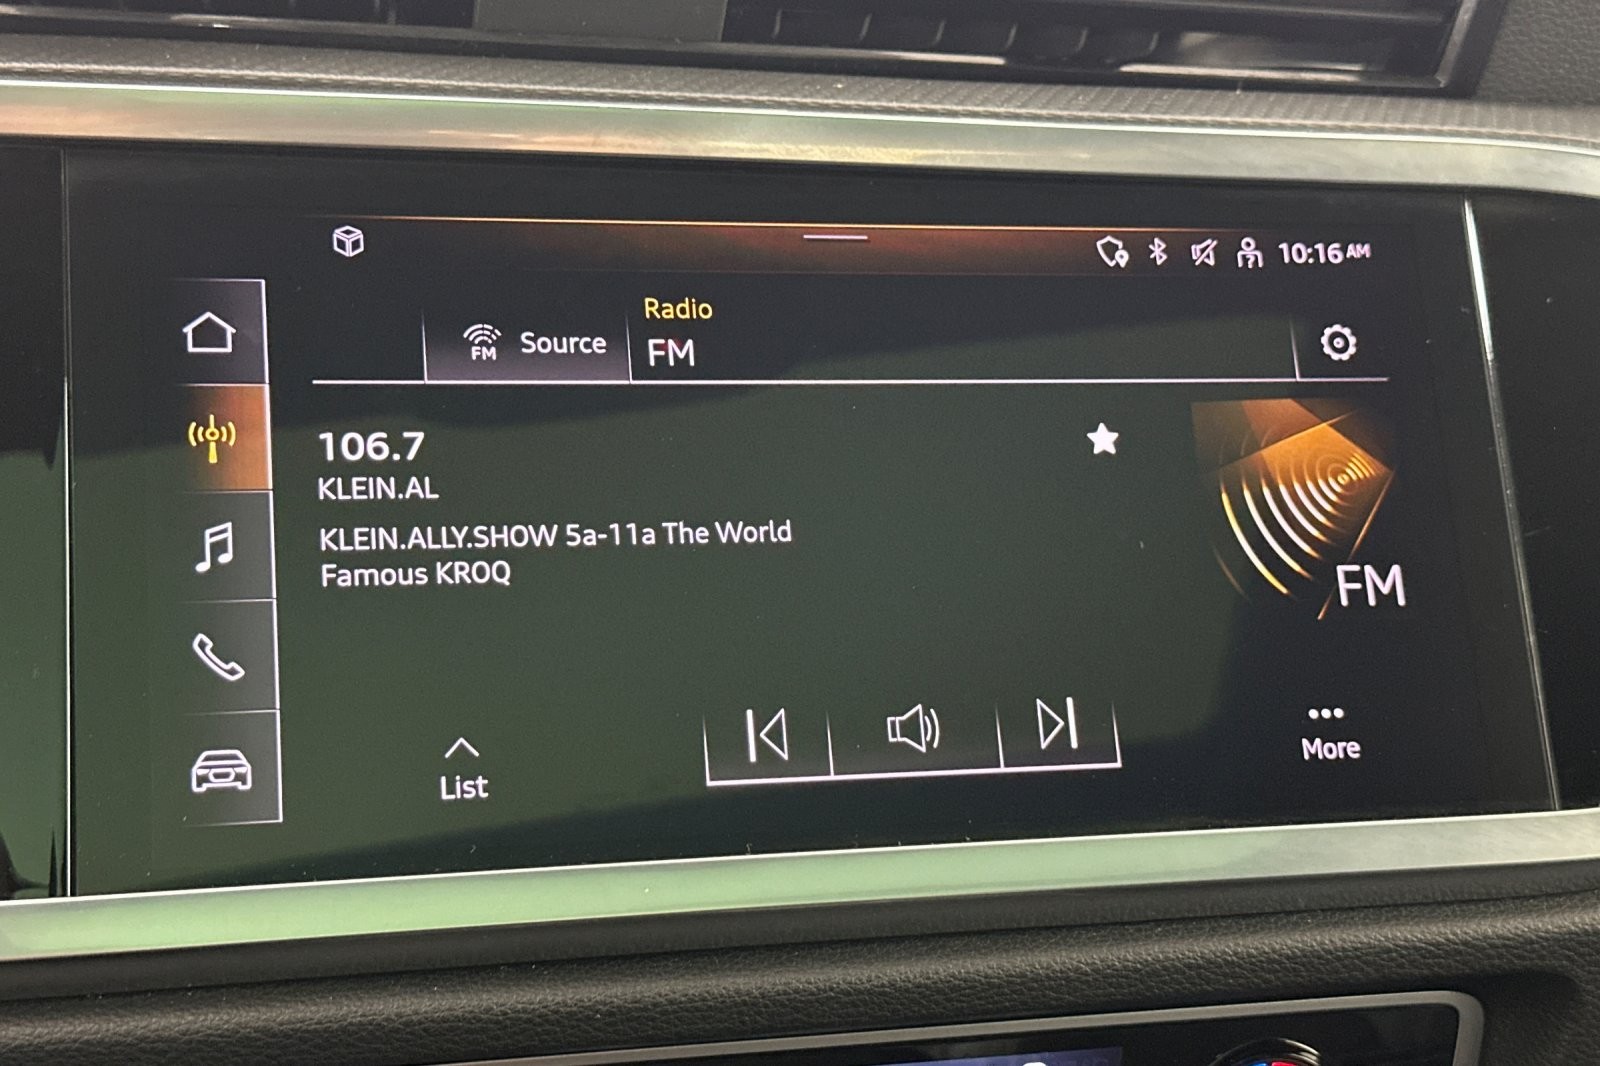 10:16 AM
Radio
FM Source
FM
106.7
KLEIN.AL
KLEIN.ALLY.SHOW 5a-11a The World
Famous KROQ
FM
List
More